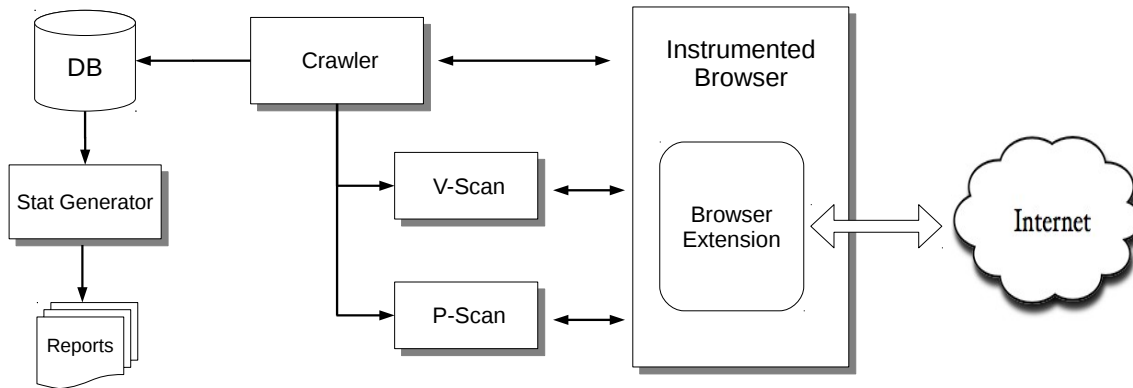 DB
Crawler
Instrumented
Browser
V-Scan
Stat Generator
Browser
Extension
Internet
P-Scan
Reports